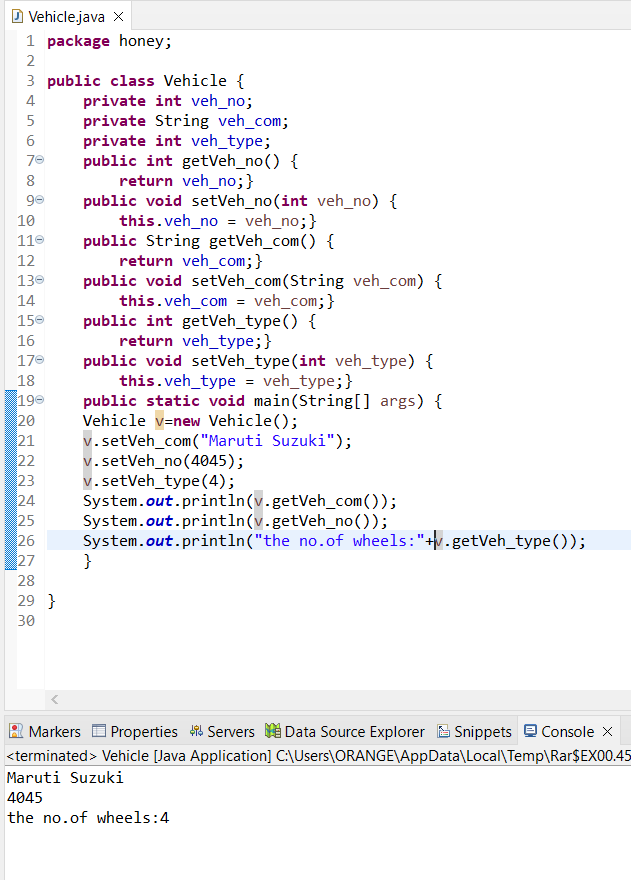 Vehicle.java
1 package honey;
2
3 public class Vehicle {
4     private int veh_no;
5     private String veh_com;
6     private int veh_type;
7     public int getVeh_no() {
8         return veh_no;}
9     public void setVeh_no(int veh_no) {
10         this.veh_no = veh_no;}
11     public String getVeh_com() {
12         return veh_com;}
13     public void setVeh_com(String veh_com) {
14         this.veh_com = veh_com;}
15     public int getVeh_type() {
16         return veh_type;}
17     public void setVeh_type(int veh_type) {
18         this.veh_type = veh_type;}
19     public static void main(String[] args) {
20     Vehicle v=new Vehicle();
21     v.setVeh_com("Maruti Suzuki");
22     v.setVeh_no(4045);
23     v.setVeh_type(4);
24     System.out.println(v.getVeh_com());
25     System.out.println(v.getVeh_no());
26     System.out.println("the no.of wheels:"+v.getVeh_type());
27     }
28
29 }
30
Markers Properties Servers Data Source Explorer Snippets Console
<terminated> Vehicle [Java Application] C:\Users\ORANGE\AppData\Local\Temp\Rar$EX00.45
Maruti Suzuki
4045
the no.of wheels:4